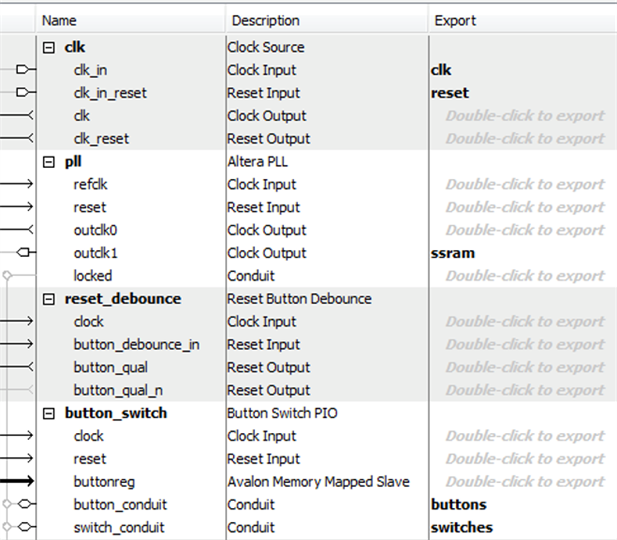 Name Description Export
clk Clock Source
clk_in Clock Input clk
clk_in_reset Reset Input reset
clk Clock Output Double-click to export
clk_reset Reset Output Double-click to export
pll Altera PLL
refclk Clock Input Double-click to export
reset Reset Input Double-click to export
outclk0 Clock Output Double-click to export
outclk1 Clock Output ssram
locked Conduit Double-click to export
reset_debounce Reset Button Debounce
clock Clock Input Double-click to export
button_debounce_in Reset Input Double-click to export
button_qual Reset Output Double-click to export
button_qual_n Reset Output Double-click to export
button_switch Button Switch PIO
clock Clock Input Double-click to export
reset Reset Input Double-click to export
buttonreg Avalon Memory Mapped Slave Double-click to export
button_conduit Conduit buttons
switch_conduit Conduit switches